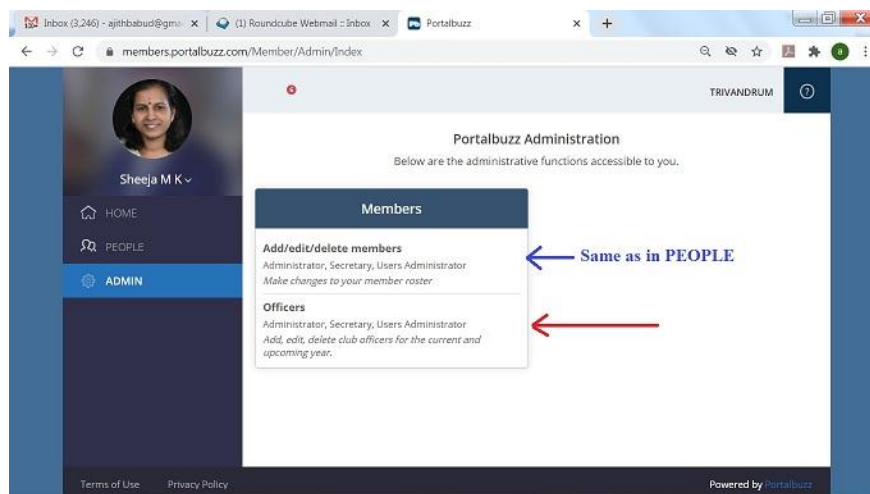 Inbox (3,246) - ajithbabud@gma
(1) Roundcube Webmail :: Inbox
Portalbuzz
members.portalbuzz.com/Member/Admin/Index
a
TRIVANDRUM
Sheeja M K
HOME
PEOPLE
ADMIN
Portalbuzz Administration
Below are the administrative functions accessible to you.
Members
Add/edit/delete members
Administrator, Secretary, Users Administrator
Make changes to your member roster
Same as in PEOPLE
Officers
Administrator, Secretary, Users Administrator
Add, edit, delete club officers for the current and
upcoming year.
Terms of Use Privacy Policy
Powered by Portalbuzz